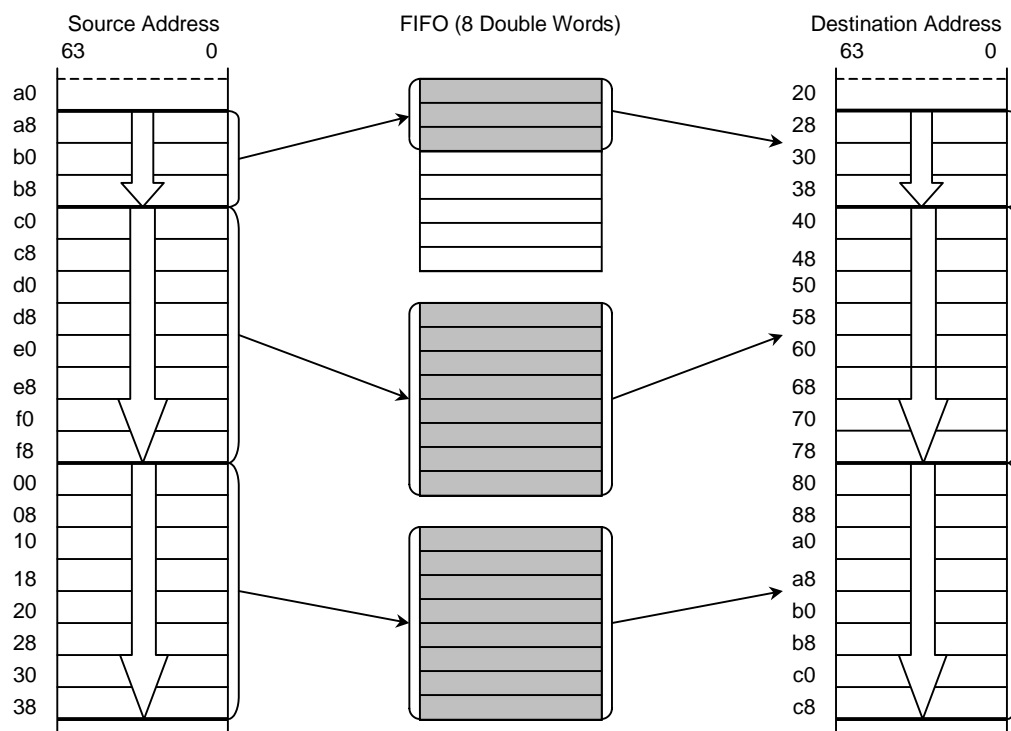 Source Address
63 0
a0
a8
b0
b8
c0
c8
d0
d8
e0
e8
f0
f8
00
08
10
18
20
28
30
38
FIFO (8 Double Words)
Destination Address
63 0
20
28
30
38
40
48
50
58
60
68
70
78
80
88
a0
a8
b0
b8
c0
c8